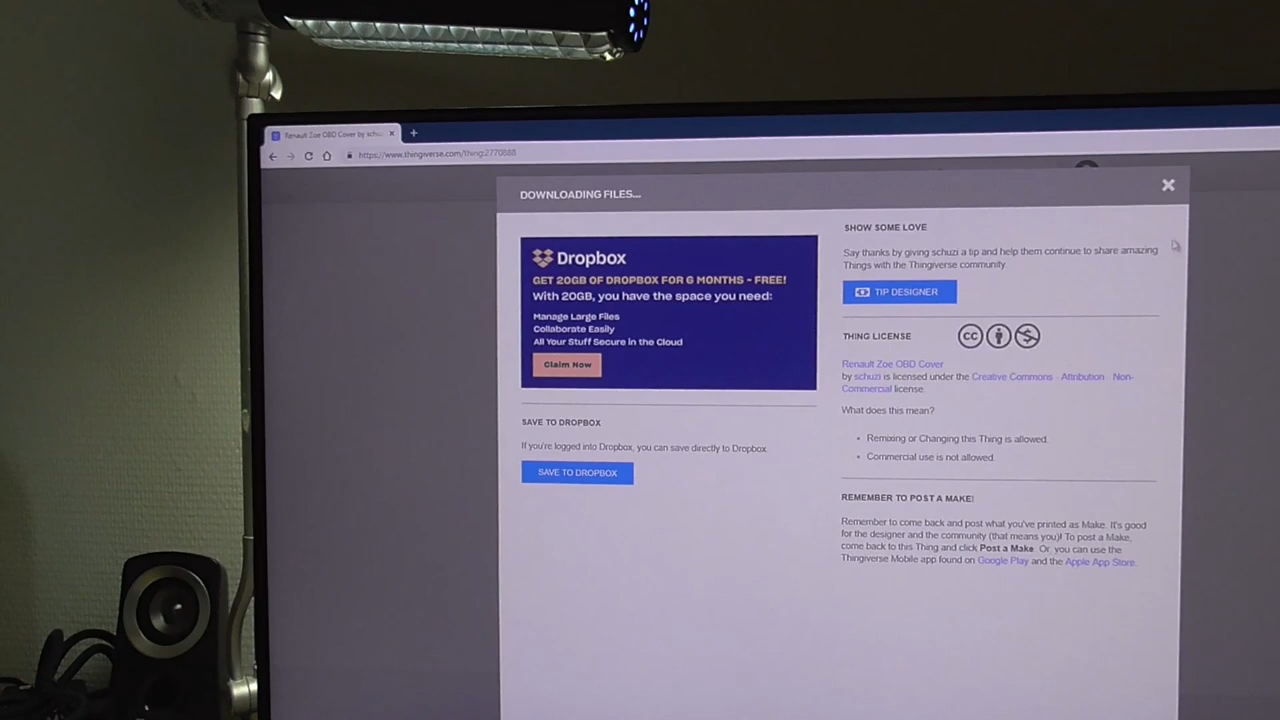 Renault Zoe OBD Cover by schuz
https://www.thingiverse.com/thing:2770888
DOWNLOADING FILES...
Dropbox
GET 20GB OF DROPBOX FOR 6 MONTHS - FREE!
With 20GB, you have the space you need:
Manage Large Files
Collaborate Easily
All Your Stuff Secure in the Cloud
Claim Now
SAVE TO DROPBOX
If you're logged into Dropbox, you can save directly to Dropbox.
SAVE TO DROPBOX
SHOW SOME LOVE
Say thanks by giving schuzi a tip and help them continue to share amazing
Things with the Thingiverse community.
TIP DESIGNER
THING LICENSE
cc
Renault Zoe OBD Cover
by schuzi is licensed under the Creative Commons - Attribution - Non-
Commercial license.
What does this mean?
• Remixing or Changing this Thing is allowed.
• Commercial use is not allowed.
REMEMBER TO POST A MAKE!
Remember to come back and post what you've printed as Make. It's good
for the designer and the community (that means you)! To post a Make,
come back to this Thing and click Post a Make. Or, you can use the
Thingiverse Mobile app found on Google Play and the Apple App Store.